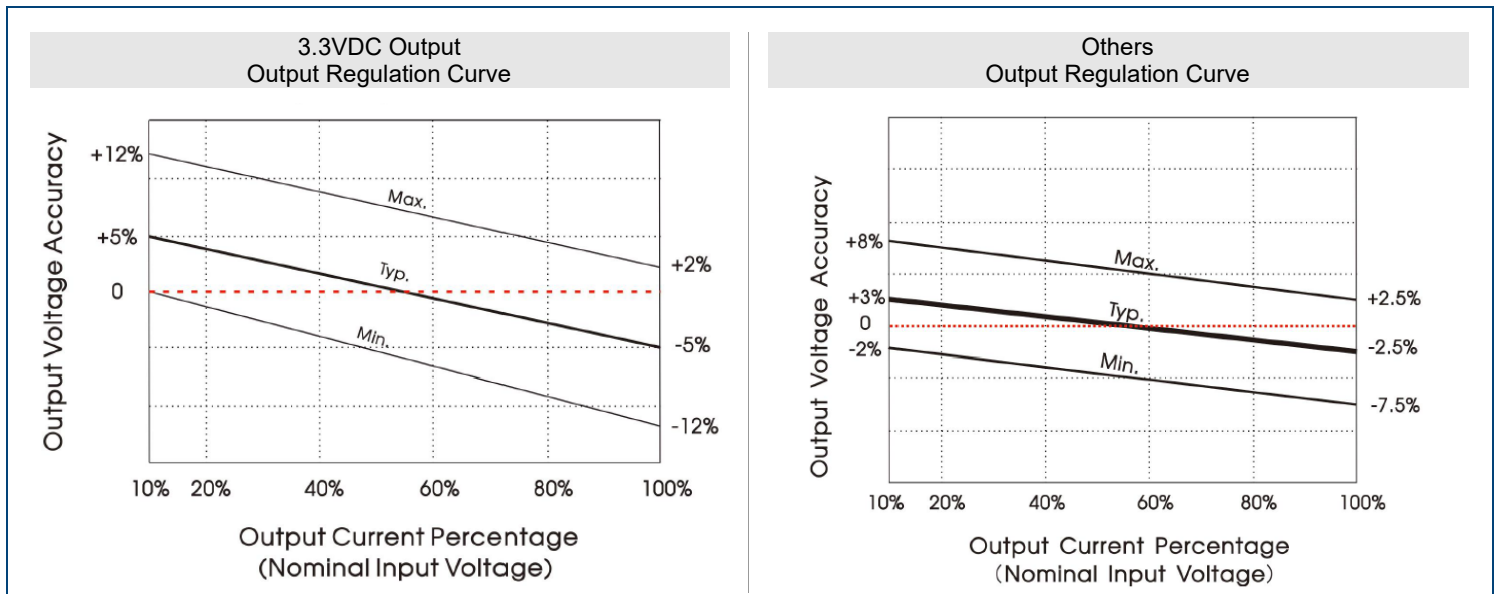 3.3VDC Output
Output Regulation Curve
Output Voltage Accuracy
+12%
+5%
0
Max.
Typ.
Min.
+2%
-5%
-12%
10% 20% 40% 60% 80% 100%
Output Current Percentage
(Nominal Input Voltage)
Others
Output Regulation Curve
Output Voltage Accuracy
+8%
+3%
0
-2%
Max.
Typ.
Min.
+2.5%
-2.5%
-7.5%
10% 20% 40% 60% 80% 100%
Output Current Percentage
(Nominal Input Voltage)